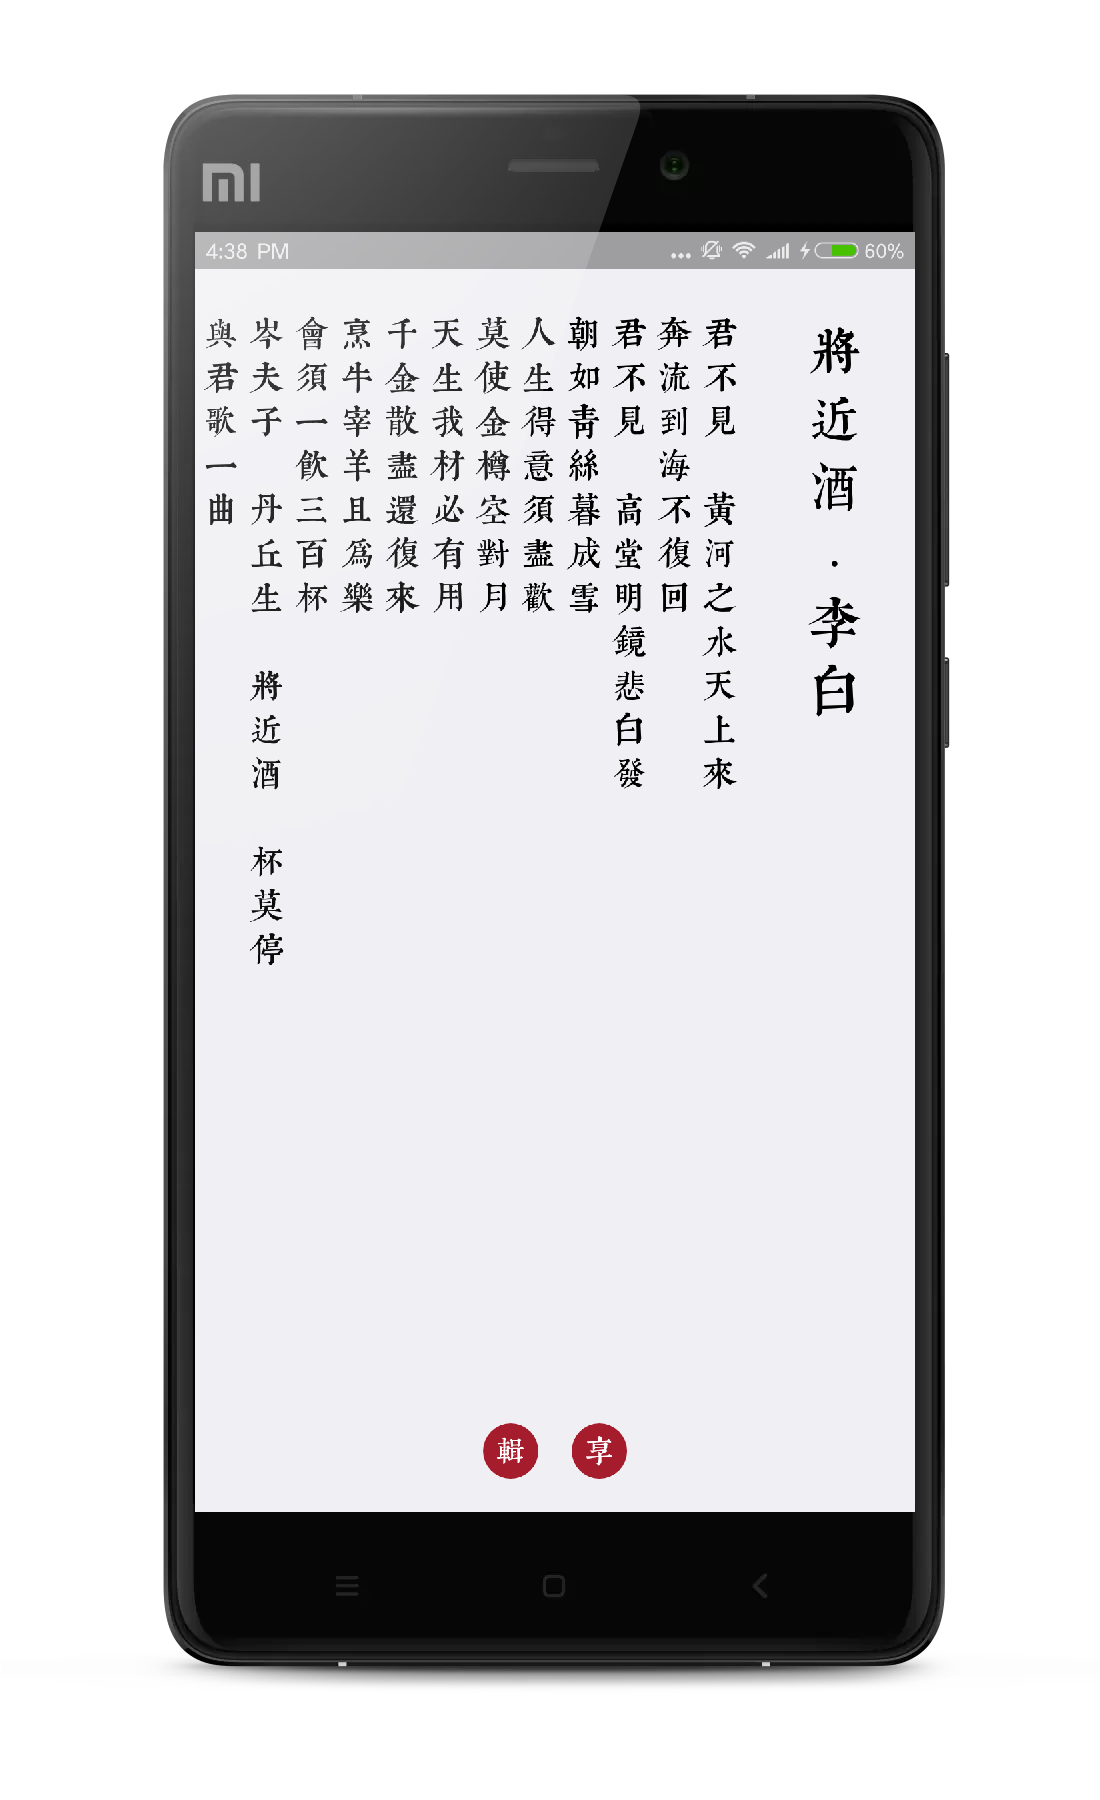 MI
4:38 PM
60%
將近酒·李白
君不見　黃河之水天上來
奔流到海不復回
君不見　高堂明鏡悲白發
朝如青絲暮成雪
人生得意須盡歡
莫使金樽空對月
天生我材必有用
千金散盡還復來
烹牛宰羊且爲樂
會須一飲三百杯
岑夫子　丹丘生　將近酒　杯莫停
與君歌一曲
輯 享